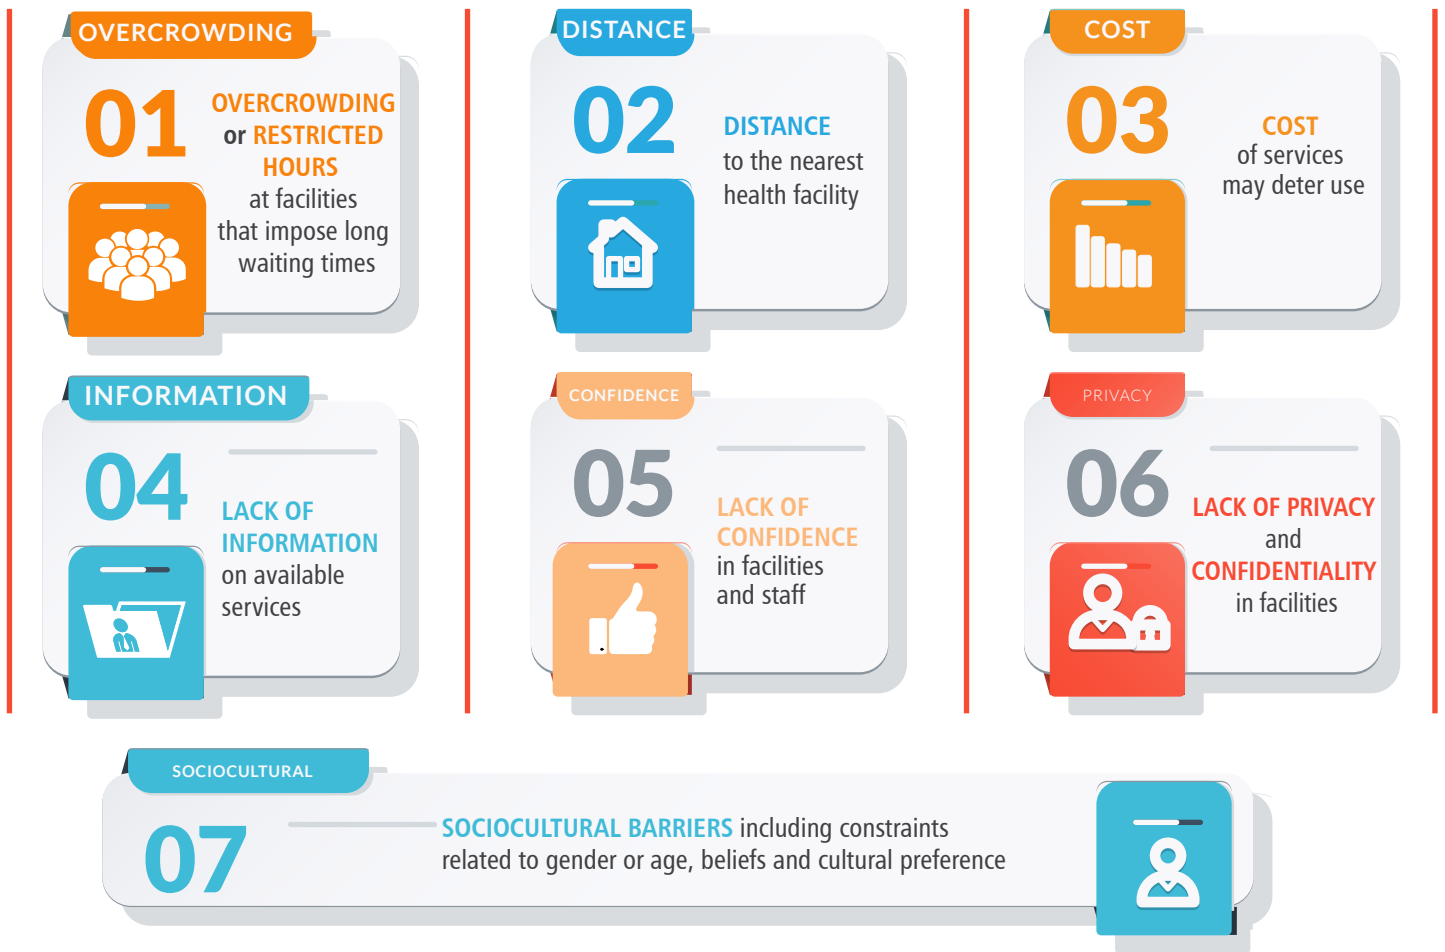 OVERCROWDING
01
OVERCROWDING
or RESTRICTED
HOURS
at facilities
that impose long
waiting times
DISTANCE
02
DISTANCE
to the nearest
health facility
COST
03
COST
of services
may deter use
INFORMATION
04
LACK OF
INFORMATION
on available
services
CONFIDENCE
05
LACK OF
CONFIDENCE
in facilities
and staff
PRIVACY
06
LACK OF PRIVACY
and
CONFIDENTIALITY
in facilities
SOCIOCULTURAL
07
SOCIOCULTURAL BARRIERS including constraints
related to gender or age, beliefs and cultural preference